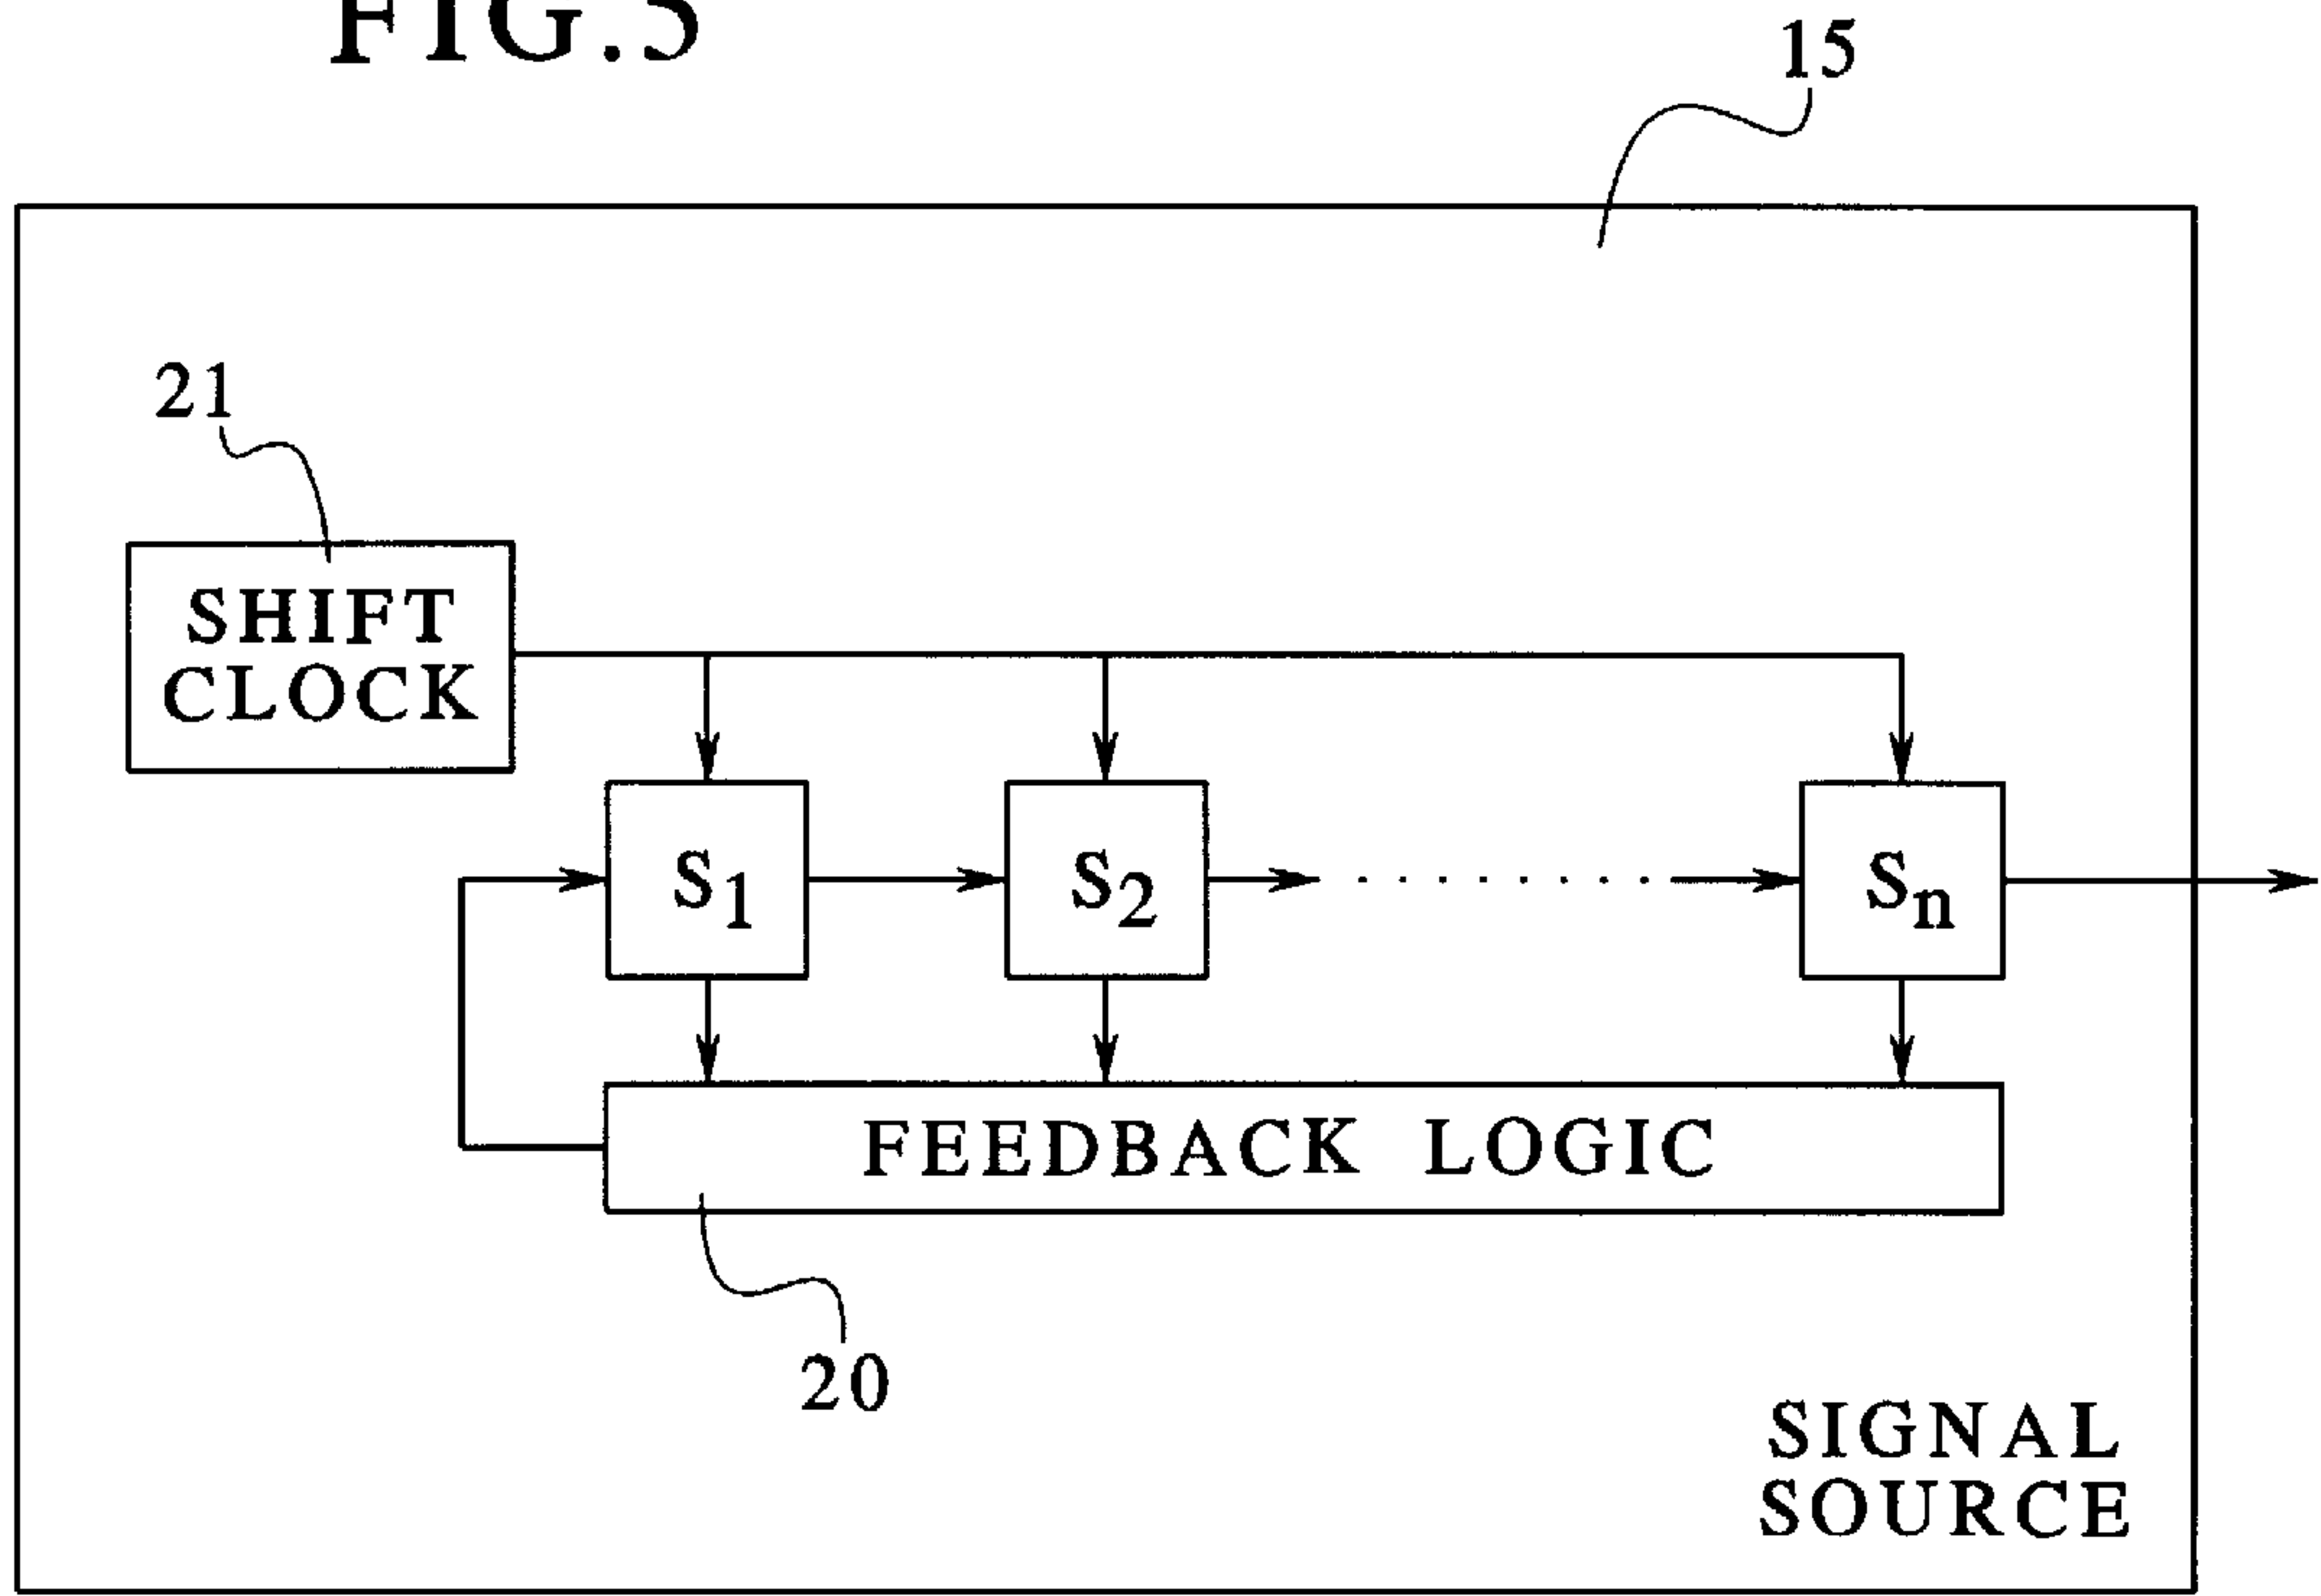 FIG.5
15
21
SHIFT
CLOCK
S1
S2
Sn
FEEDBACK LOGIC
20
SIGNAL
SOURCE